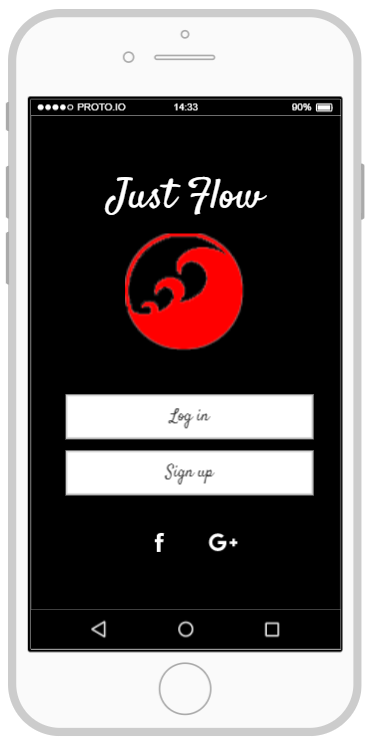 PROTO.IO 14:33 90%
Just Flow
Log in
Sign up
f G+